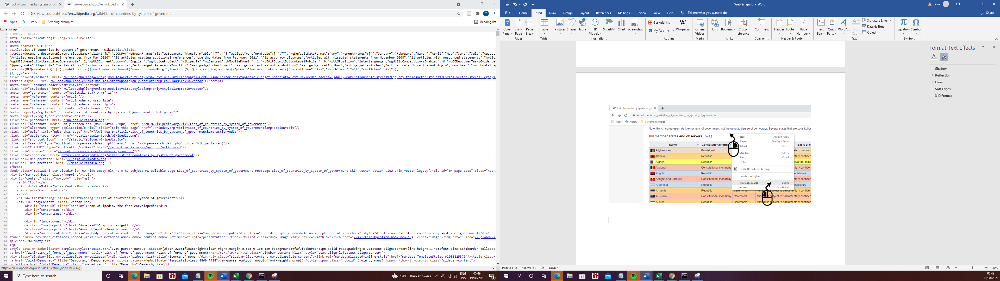 List of countries by system of go
view-source:https://en.wikipedia
view-source:https://en.wikipedia.org/wiki/List_of_countries_by_system_of_government
Apps History Scraping examples
Reading list
Line wrap
1 <!DOCTYPE html>
2 <html class="client-nojs" lang="en" dir="ltr">
3 <head>
4 <meta charset="UTF-8"/>
5 <title>List of countries by system of government - Wikipedia</title>
6 <script>document.documentElement.className="client-js";RLCONF={"wgBreakFrames":!1,"wgSeparatorTransformTable":["",""],"wgDigitTransformTable":["",""],"wgDefaultDateFormat":"dmy","wgMonthNames":["","January","February","March","April","May","June","July","August
7 "Articles needing additional references from May 2020","All articles needing additional references","Use dmy dates from February 2021","All accuracy disputes","Articles with disputed statements from November 2008","All articles with unsourced statements","Artic
8 "wgWMESchemaEditAttemptStepOversample":!1,"wgULSCurrentAutonym":"English","wgNoticeProject":"wikipedia","wgCentralAuthMobileDomain":!1,"wgEditSubmitButtonLabelPublish":!0,"wgULSPosition":"interlanguage","wgULSisCompactLinksEnabled":!0,"wgGENewcomerTasksGuidance
9 "jquery.makeCollapsible","mediawiki.toc","skins.vector.legacy.js","ext.gadget.ReferenceTooltips","ext.gadget.charinsert","ext.gadget.extra-toolbar-buttons","ext.gadget.refToolbar","ext.gadget.switcher","ext.centralauth.centralautologin","mmv.head","mmv.bootstrap
10 <script>(RLQ=window.RLQ||[]).push(function(){mw.loader.implement("user.options@1hzgi",function($,jQuery,require,module){/*@nomin*/mw.user.tokens.set({"patrolToken":"+\\","watchToken":"+\\","csrfToken":"+\\"});
11 });});</script>
12 <link rel="stylesheet" href="/w/load.php?lang=en&amp;modules=ext.cite.styles%7Cext.uls.interlanguage%7Cext.visualEditor.desktopArticleTarget.noscript%7Cext.wikimediaBadges%7Cjquery.makeCollapsible.styles%7Cjquery.tablesorter.styles%7Cskins.vector.styles.legacy%
13 <script async="" src="/w/load.php?lang=en&amp;modules=startup&amp;only=scripts&amp;raw=1&amp;skin=vector"></script>
14 <meta name="ResourceLoaderDynamicStyles" content=""/>
15 <link rel="stylesheet" href="/w/load.php?lang=en&amp;modules=site.styles&amp;only=styles&amp;skin=vector"/>
16 <meta name="generator" content="MediaWiki 1.37.0-wmf.18"/>
17 <meta name="referrer" content="origin"/>
18 <meta name="referrer" content="origin-when-crossorigin"/>
19 <meta name="referrer" content="origin-when-cross-origin"/>
20 <meta name="format-detection" content="telephone=no"/>
21 <meta property="og:title" content="List of countries by system of government - Wikipedia"/>
22 <meta property="og:type" content="website"/>
23 <link rel="preconnect" href="//upload.wikimedia.org"/>
24 <link rel="alternate" media="only screen and (max-width: 720px)" href="//en.m.wikipedia.org/wiki/List_of_countries_by_system_of_government"/>
25 <link rel="alternate" type="application/x-wiki" title="Edit this page" href="/w/index.php?title=List_of_countries_by_system_of_government&amp;action=edit"/>
26 <link rel="edit" title="Edit this page" href="/w/index.php?title=List_of_countries_by_system_of_government&amp;action=edit"/>
27 <link rel="apple-touch-icon" href="/static/apple-touch/wikipedia.png"/>
28 <link rel="shortcut icon" href="/static/favicon/wikipedia.ico"/>
29 <link rel="search" type="application/opensearchdescription+xml" href="/w/opensearch_desc.php" title="Wikipedia (en)"/>
30 <link rel="EditURI" type="application/rsd+xml" href="//en.wikipedia.org/w/api.php?action=rsd"/>
31 <link rel="license" href="//creativecommons.org/licenses/by-sa/3.0/"/>
32 <link rel="canonical" href="https://en.wikipedia.org/wiki/List_of_countries_by_system_of_government"/>
33 <link rel="dns-prefetch" href="//login.wikimedia.org" />
34 <link rel="dns-prefetch" href="//meta.wikimedia.org" />
35 </head>
36 <body class="mediawiki ltr sitedir-ltr mw-hide-empty-elt ns-0 ns-subject mw-editable page-List_of_countries_by_system_of_government rootpage-List_of_countries_by_system_of_government skin-vector action-view skin-vector-legacy"><div id="mw-page-base" class="nopr
37 <div id="mw-head-base" class="noprint"></div>
38 <div id="content" class="mw-body" role="main">
39 <a id="top"></a>
40 <div id="siteNotice"><!-- CentralNotice --></div>
41 <div class="mw-indicators">
42 </div>
43 <h1 id="firstHeading" class="firstHeading" >List of countries by system of government</h1>
44 <div id="bodyContent" class="vector-body">
45 <div id="siteSub" class="noprint">From Wikipedia, the free encyclopedia</div>
46 <div id="contentSub"></div>
47 <div id="contentSub2"></div>
48
49 <div id="jump-to-nav"></div>
50 <a class="mw-jump-link" href="#mw-head">Jump to navigation</a>
51 <a class="mw-jump-link" href="#searchInput">Jump to search</a>
52 <div id="mw-content-text" class="mw-body-content mw-content-ltr" lang="en" dir="ltr"><div class="mw-parser-output"><div class="shortdescription nomobile noexcerpt noprint searchaux" style="display:none">List of countries by system of government</div>
53 <table class="box-More_citations_needed plainlinks metadata ambox ambox-content ambox-Refimprove" role="presentation"><tbody><tr><td class="mbox-image"><div style="width:52px"><a href="/wiki/File:Question_book-new.svg" class="image"><img alt="" src="//upload.wi
54 <p class="mw-empty-elt">
55 </p>
56 <style data-mw-deduplicate="TemplateStyles:r1036825371">.mw-parser-output .sidebar{width:22em;float:right;clear:right;margin:0.5em 0 1em 1em;background:#f8f9fa;border:1px solid #aaa;padding:0.2em;text-align:center;line-height:1.4em;font-size:88%;border-collapse
57 <a href="/wiki/List_of_forms_of_government" title="List of forms of government">List of forms of government</a></td></tr><tr><td class="sidebar-content hlist" style="text-align:left;text-align:center;">
58 <div class="sidebar-list mw-collapsible mw-collapsed"><div class="sidebar-list-title">Source of power</div><div class="sidebar-list-content mw-collapsible-content"><link rel="mw-deduplicated-inline-style" href="mw-data:TemplateStyles:r1036825371"/><table class=
59 <a href="/wiki/Democracy" title="Democracy">Democracy</a> <style data-mw-deduplicate="TemplateStyles:r886047488">.mw-parser-output .nobold{font-weight:normal}</style><span class="nobold">(rule by many)</span></th></tr><tr><td class="sidebar-content">
60 <ul><li><a href="/wiki/Demarchy" class="mw-redirect" title="Demarchy">Demarchy</a></li>
https://en.wikipedia.org/wiki/File:Question_book-new.svg
Type here to search
14°C Rain showers
ENG
LVS
05:49
19/08/2021
2
Web Scraping - Word
ieva
I
File Home Insert Draw Design Layout References Mailings Review View Help Tell me what you want to do
Share
Cover Page
Blank Page
Page Break
Pages
Table
Tables
Pictures
Shapes
Icons
3D Models
SmartArt
Chart
Screenshot
Illustrations
Get Add-ins
My Add-ins
Wikipedia
Add-ins
Online Videos
Media
Link
Bookmark
Cross-reference
Links
Comment
Comments
Header
Footer
Page Number
Header & Footer
Text Box
Quick Parts
WordArt
Drop Cap
Signature Line
Date & Time
Object
Text
Equation
Symbol
Symbols
Format Text Effects
Shadow
Reflection
Glow
Soft Edges
3-D Format
List of countries by system of go
en.wikipedia.org/wiki/List_of_countries_by_system_of_government
Apps History Scraping examples
Note: this chart represent de jure systems of government, not the de facto degree of democracy. Several states that are constitutio
UN member states and observers [ edit ]
Name Constitutional form Basis of e
Afghanistan Provisional sis to current
Albania Republic ntary confider
Algeria Republic gislature; minis
Andorra Constitutional monarchy ntary confider
Angola Republic egislature
Antigua and Barbuda Constitutional monarchy ntary confider
Argentina Republic egislature
Armenia Republic Ceremonial Ministry is subject to parliamentary confider
Australia Constitutional monarchy Ceremonial Ministry is subject to parliamentary confider
Austria Republic Ceremonial Ministry is subject to parliamentary confider
Back Alt+Left Arrow
Forward Alt+Right Arrow
Reload Ctrl+R
Save as... Ctrl+S
Print... Ctrl+P
Cast...
Create QR code for this page
Translate to English
View page source Ctrl+U
Inspect Ctrl+Shift+I
Page 2 of 2 426 words Latvian
130%
05:49
19/08/2021